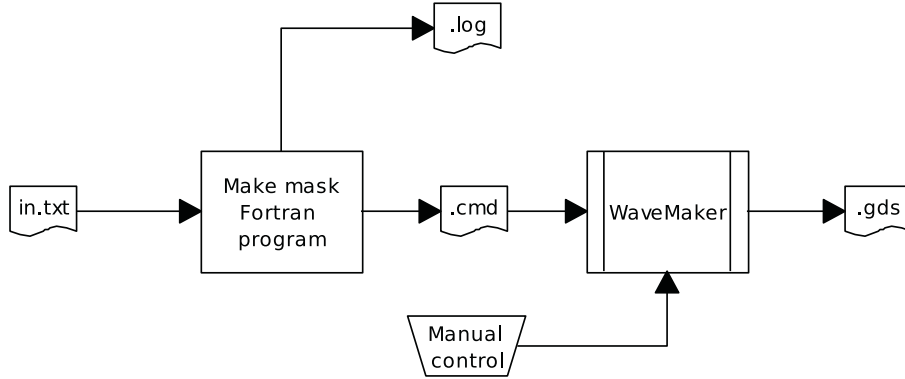 .log
in.txt
Make mask
Fortran
program
.cmd
WaveMaker
.gds
Manual
control